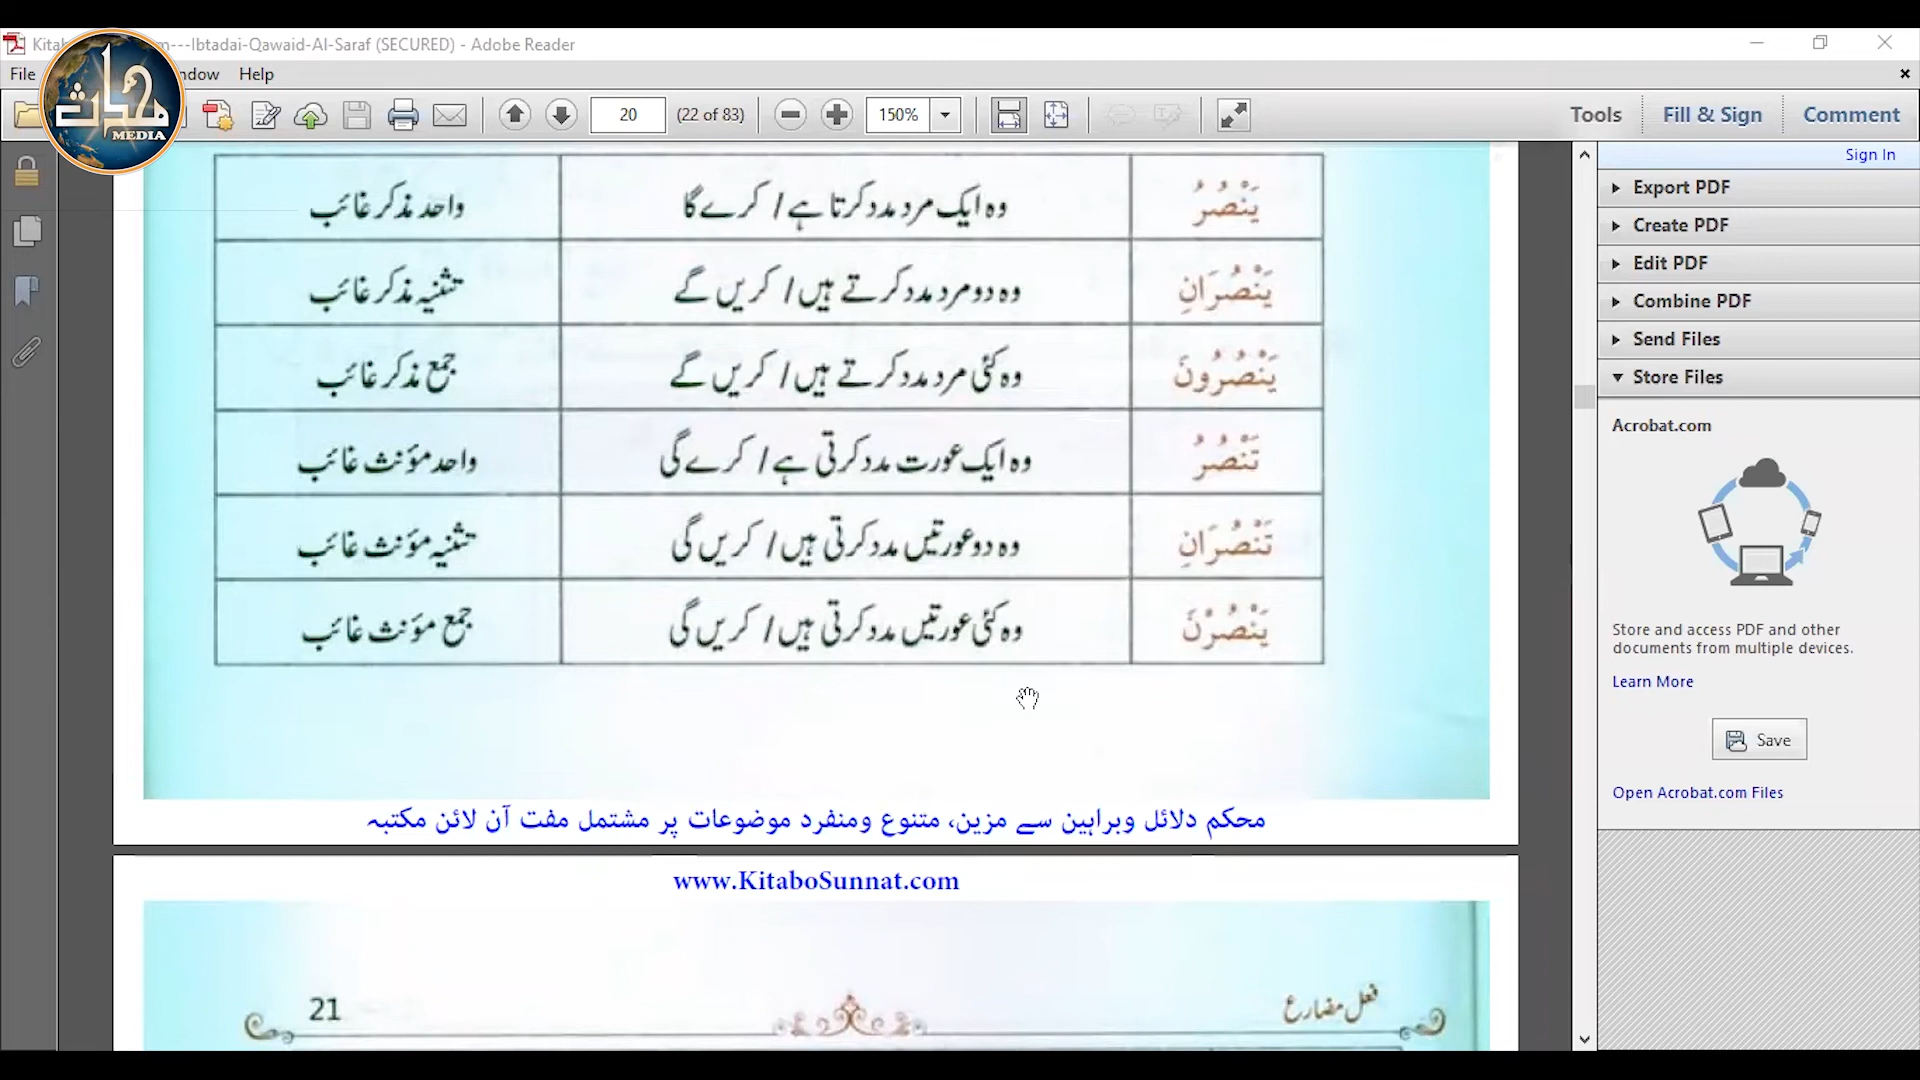 Kita
m---Ibtadai-Qawaid-Al-Saraf (SECURED) - Adobe Reader
File
ndow Help
20 (22 of 83) 150% Tools Fill & Sign Comment
ہدایت
MEDIA
Sign In
Export PDF
Create PDF
Edit PDF
Combine PDF
Send Files
Store Files
Acrobat.com
Store and access PDF and other
documents from multiple devices.
Learn More
Save
Open Acrobat.com Files
يَنْصُرُ وہ ایک مرد مدد کرتا ہے / کرے گا واحد مذکر غائب
يَنْصُرَانِ وہ دو مرد مدد کرتے ہیں / کریں گے تثنیہ مذکر غائب
يَنْصُرُونَ وہ کئی مرد مدد کرتے ہیں / کریں گے جمع مذکر غائب
تَنْصُرُ وہ ایک عورت مدد کرتی ہے / کرے گی واحد مؤنث غائب
تَنْصُرَانِ وہ دو عورتیں مدد کرتی ہیں / کریں گی تثنیہ مؤنث غائب
يَنْصُرْنَ وہ کئی عورتیں مدد کرتی ہیں / کریں گی جمع مؤنث غائب
محکم دلائل وبراہین سے مزین، متنوع ومنفرد موضوعات پر مشتمل مفت آن لائن مکتبہ
www.KitaboSunnat.com
فعل مضارع 21